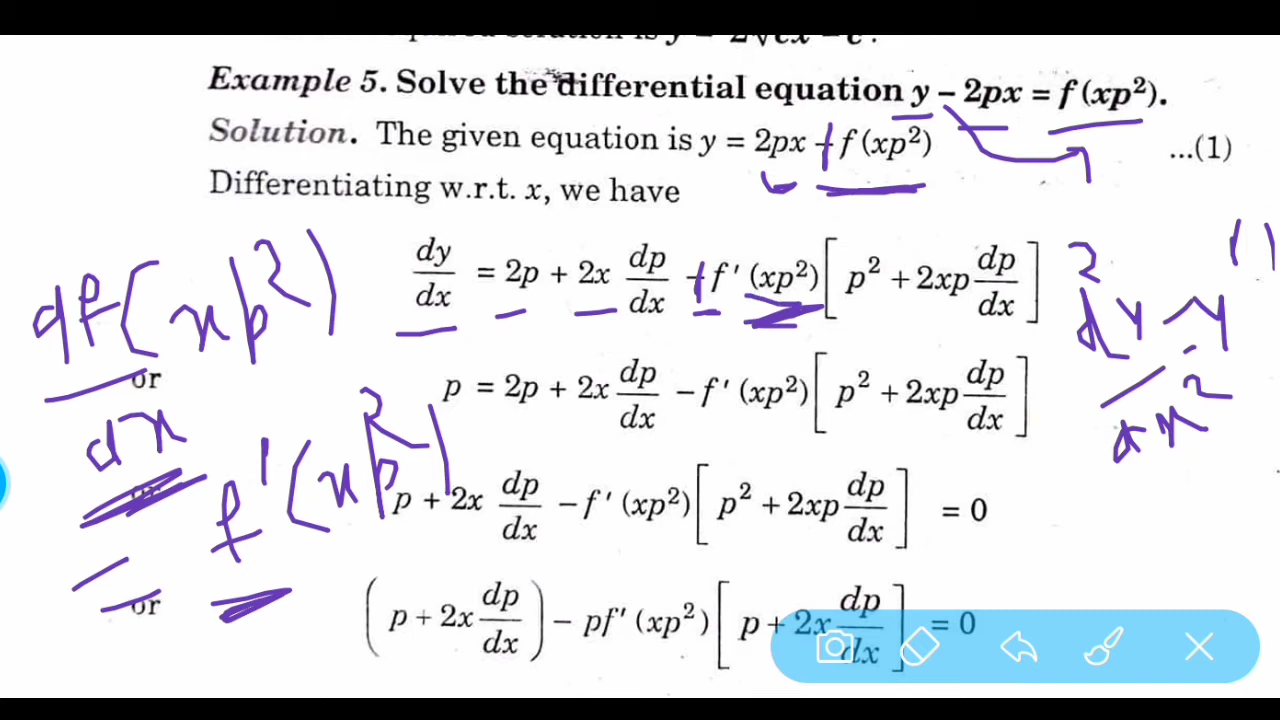 Example 5. Solve the differential equation y – 2px = f(xp²).
Solution. The given equation is y = 2px + f(xp²) ...(1)
Differentiating w.r.t. x, we have
dy/dx = 2p + 2x dp/dx + f'(xp²)[p² + 2xp dp/dx]
df(xp²)
dx
or p = 2p + 2x dp/dx – f'(xp²)[p² + 2xp dp/dx]
f'(xp²)
p + 2x dp/dx – f'(xp²)[p² + 2xp dp/dx] = 0
or (p + 2x dp/dx) – pf'(xp²)[p + 2x dp/dx] = 0